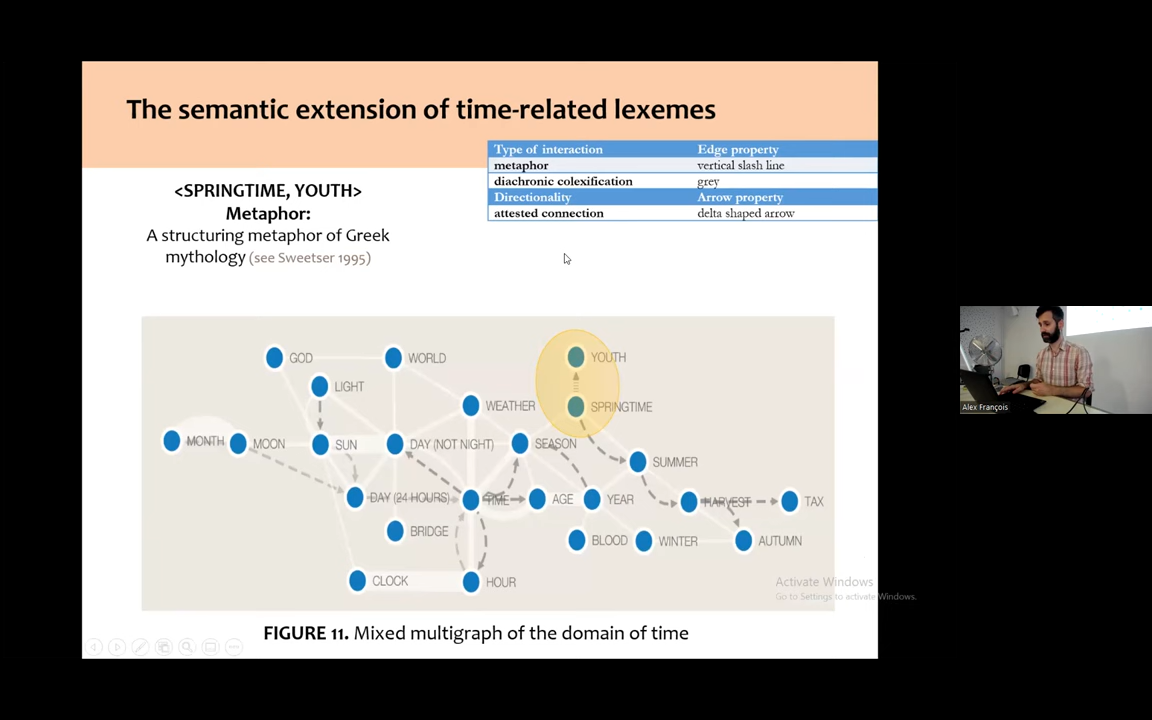 The semantic extension of time-related lexemes
Type of interaction Edge property
metaphor vertical slash line
diachronic colexification grey
Directionality Arrow property
attested connection delta shaped arrow
<SPRINGTIME, YOUTH>
Metaphor:
A structuring metaphor of Greek
mythology (see Sweetser 1995)
GOD WORLD YOUTH
LIGHT
WEATHER SPRINGTIME
MONTH MOON SUN DAY (NOT NIGHT) SEASON
SUMMER
DAY (24 HOURS) TIME AGE YEAR HARVEST TAX
BRIDGE BLOOD WINTER AUTUMN
CLOCK HOUR
Activate Windows
Go to Settings to activate Windows.
FIGURE 11. Mixed multigraph of the domain of time
Alex François